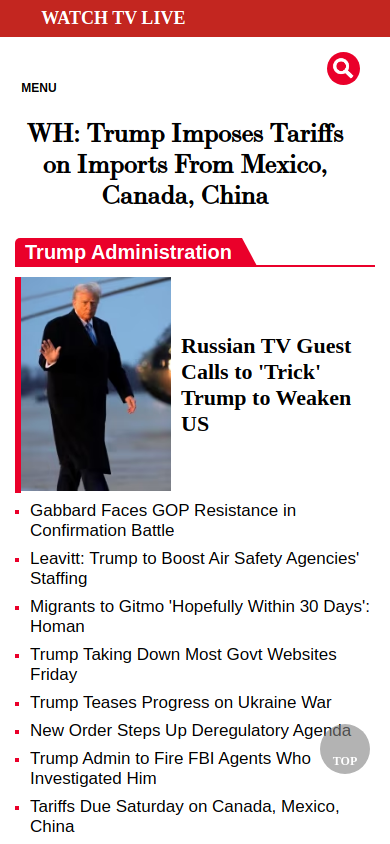 WATCH TV LIVE
MENU
WH: Trump Imposes Tariffs
on Imports From Mexico,
Canada, China
Trump Administration
Russian TV Guest
Calls to 'Trick'
Trump to Weaken
US
Gabbard Faces GOP Resistance in
Confirmation Battle
Leavitt: Trump to Boost Air Safety Agencies'
Staffing
Migrants to Gitmo 'Hopefully Within 30 Days':
Homan
Trump Taking Down Most Govt Websites
Friday
Trump Teases Progress on Ukraine War
New Order Steps Up Deregulatory Agenda
Trump Admin to Fire FBI Agents Who
Investigated Him
TOP
Tariffs Due Saturday on Canada, Mexico,
China